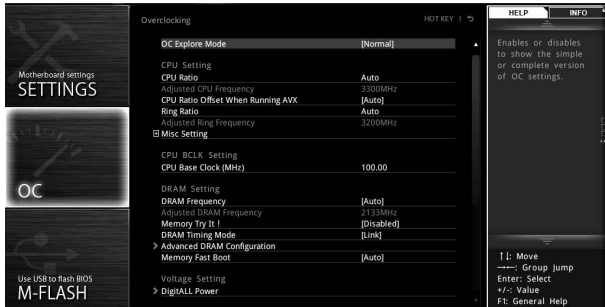 Motherboard settings
SETTINGS
OC
Use USB to flash BIOS
M-FLASH
Overclocking
HOT KEY
OC Explore Mode [Normal]
CPU Setting
CPU Ratio Auto
Adjusted CPU Frequency 3300MHz
CPU Ratio Offset When Running AVX [Auto]
Ring Ratio Auto
Adjusted Ring Frequency 3200MHz
Misc Setting
CPU BCLK Setting
CPU Base Clock (MHz) 100.00
DRAM Setting
DRAM Frequency [Auto]
Adjusted DRAM Frequency 2133MHz
Memory Try It ! [Disabled]
DRAM Timing Mode [Link]
Advanced DRAM Configuration
Memory Fast Boot [Auto]
Voltage Setting
DigitALL Power
HELP INFO
Enables or disables
to show the simple
or complete version
of OC settings.
↑↓: Move
→←: Group Jump
Enter: Select
+/-: Value
F1: General Help